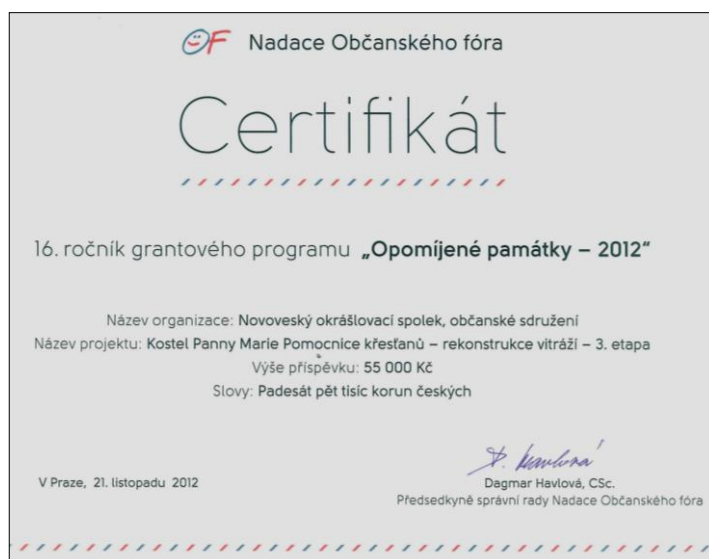 OF Nadace Občanského fóra
Certifikát
16. ročník grantového programu „Opomíjené památky – 2012“
Název organizace: Novoveský okrášlovací spolek, občanské sdružení
Název projektu: Kostel Panny Marie Pomocnice křesťanů – rekonstrukce vitráží – 3. etapa
Výše příspěvku: 55 000 Kč
Slovy: Padesát pět tisíc korun českých
D. Havlová
V Praze, 21. listopadu 2012
Dagmar Havlová, CSc.
Předsedkyně správní rady Nadace Občanského fóra